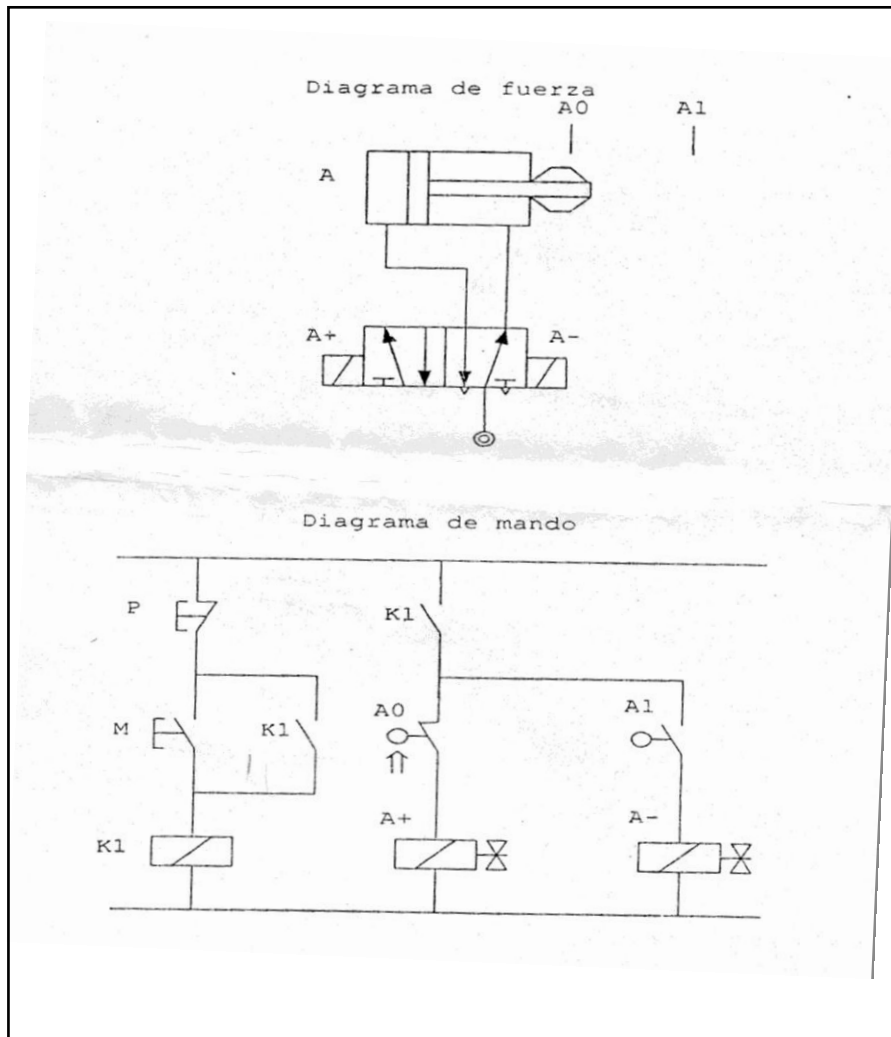 Diagrama de fuerza
A0 A1
A
A+ A-
Diagrama de mando
P K1
M K1 A0 A1
K1 A+ A-